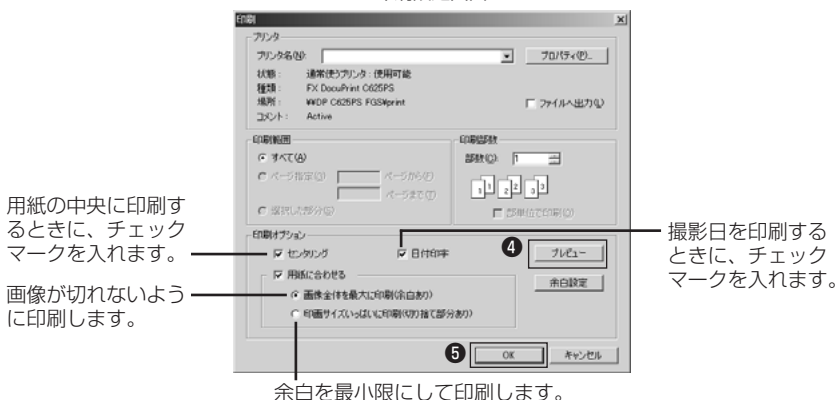 印刷
プリンタ
プリンタ名(N):
プロパティ(P)...
状態: 通常使うプリンタ:使用可能
種類: FX DocuPrint C625PS
場所: ¥¥DP C625PS FGS¥print
ファイルへ出力(L)
コメント: Active
印刷範囲
すべて(A)
ページ指定(G) ページから(F)
ページまで(T)
選択した部分(S)
印刷部数
部数(C): 1
1 1 2 2 3 3
部単位で印刷(O)
用紙の中央に印刷す
るときに、チェック
マークを入れます。
画像が切れないよう
に印刷します。
印刷オプション
センタリング
日付印字
用紙に合わせる
画像全体を最大に印刷(余白あり)
印画サイズいっぱいに印刷(切り捨て部分あり)
❹ プレビュー
余白設定
撮影日を印刷する
ときに、チェック
マークを入れます。
❺ OK キャンセル
余白を最小限にして印刷します。